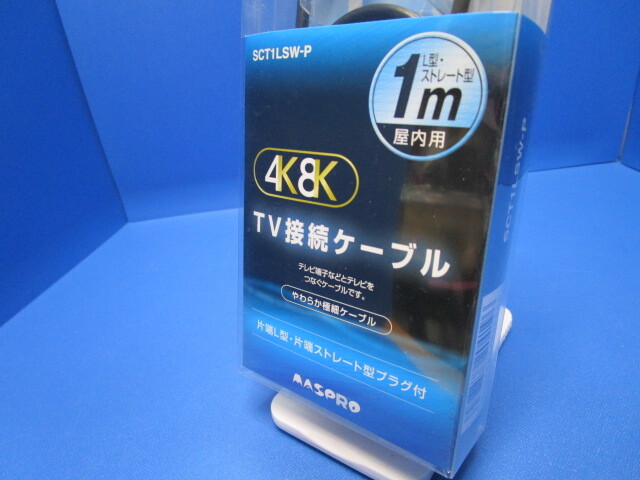 SCT1LSW-P
L型・
ストレート型
1m
屋内用
4K8K
TV接続ケーブル
テレビ端子などとテレビを
つなぐケーブルです。
やわらか極細ケーブル
片端L型・片端ストレート型プラグ付
MASPRO
SCT1LSW-P